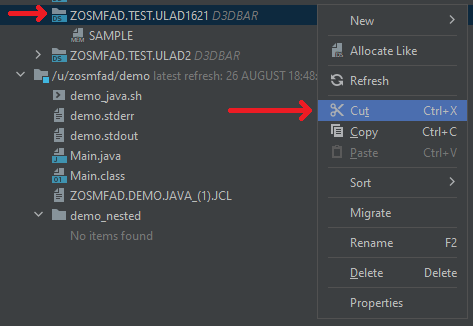 ZOSMFAD.TEST.ULAD1621 D3DBAR
SAMPLE
ZOSMFAD.TEST.ULAD2 D3DBAR
/u/zosmfad/demo latest refresh: 26 AUGUST 18:48:
demo_java.sh
demo.stderr
demo.stdout
Main.java
Main.class
ZOSMFAD.DEMO.JAVA_(1).JCL
demo_nested
No items found
New
Allocate Like
Refresh
Cut Ctrl+X
Copy Ctrl+C
Paste Ctrl+V
Sort
Migrate
Rename F2
Delete Delete
Properties